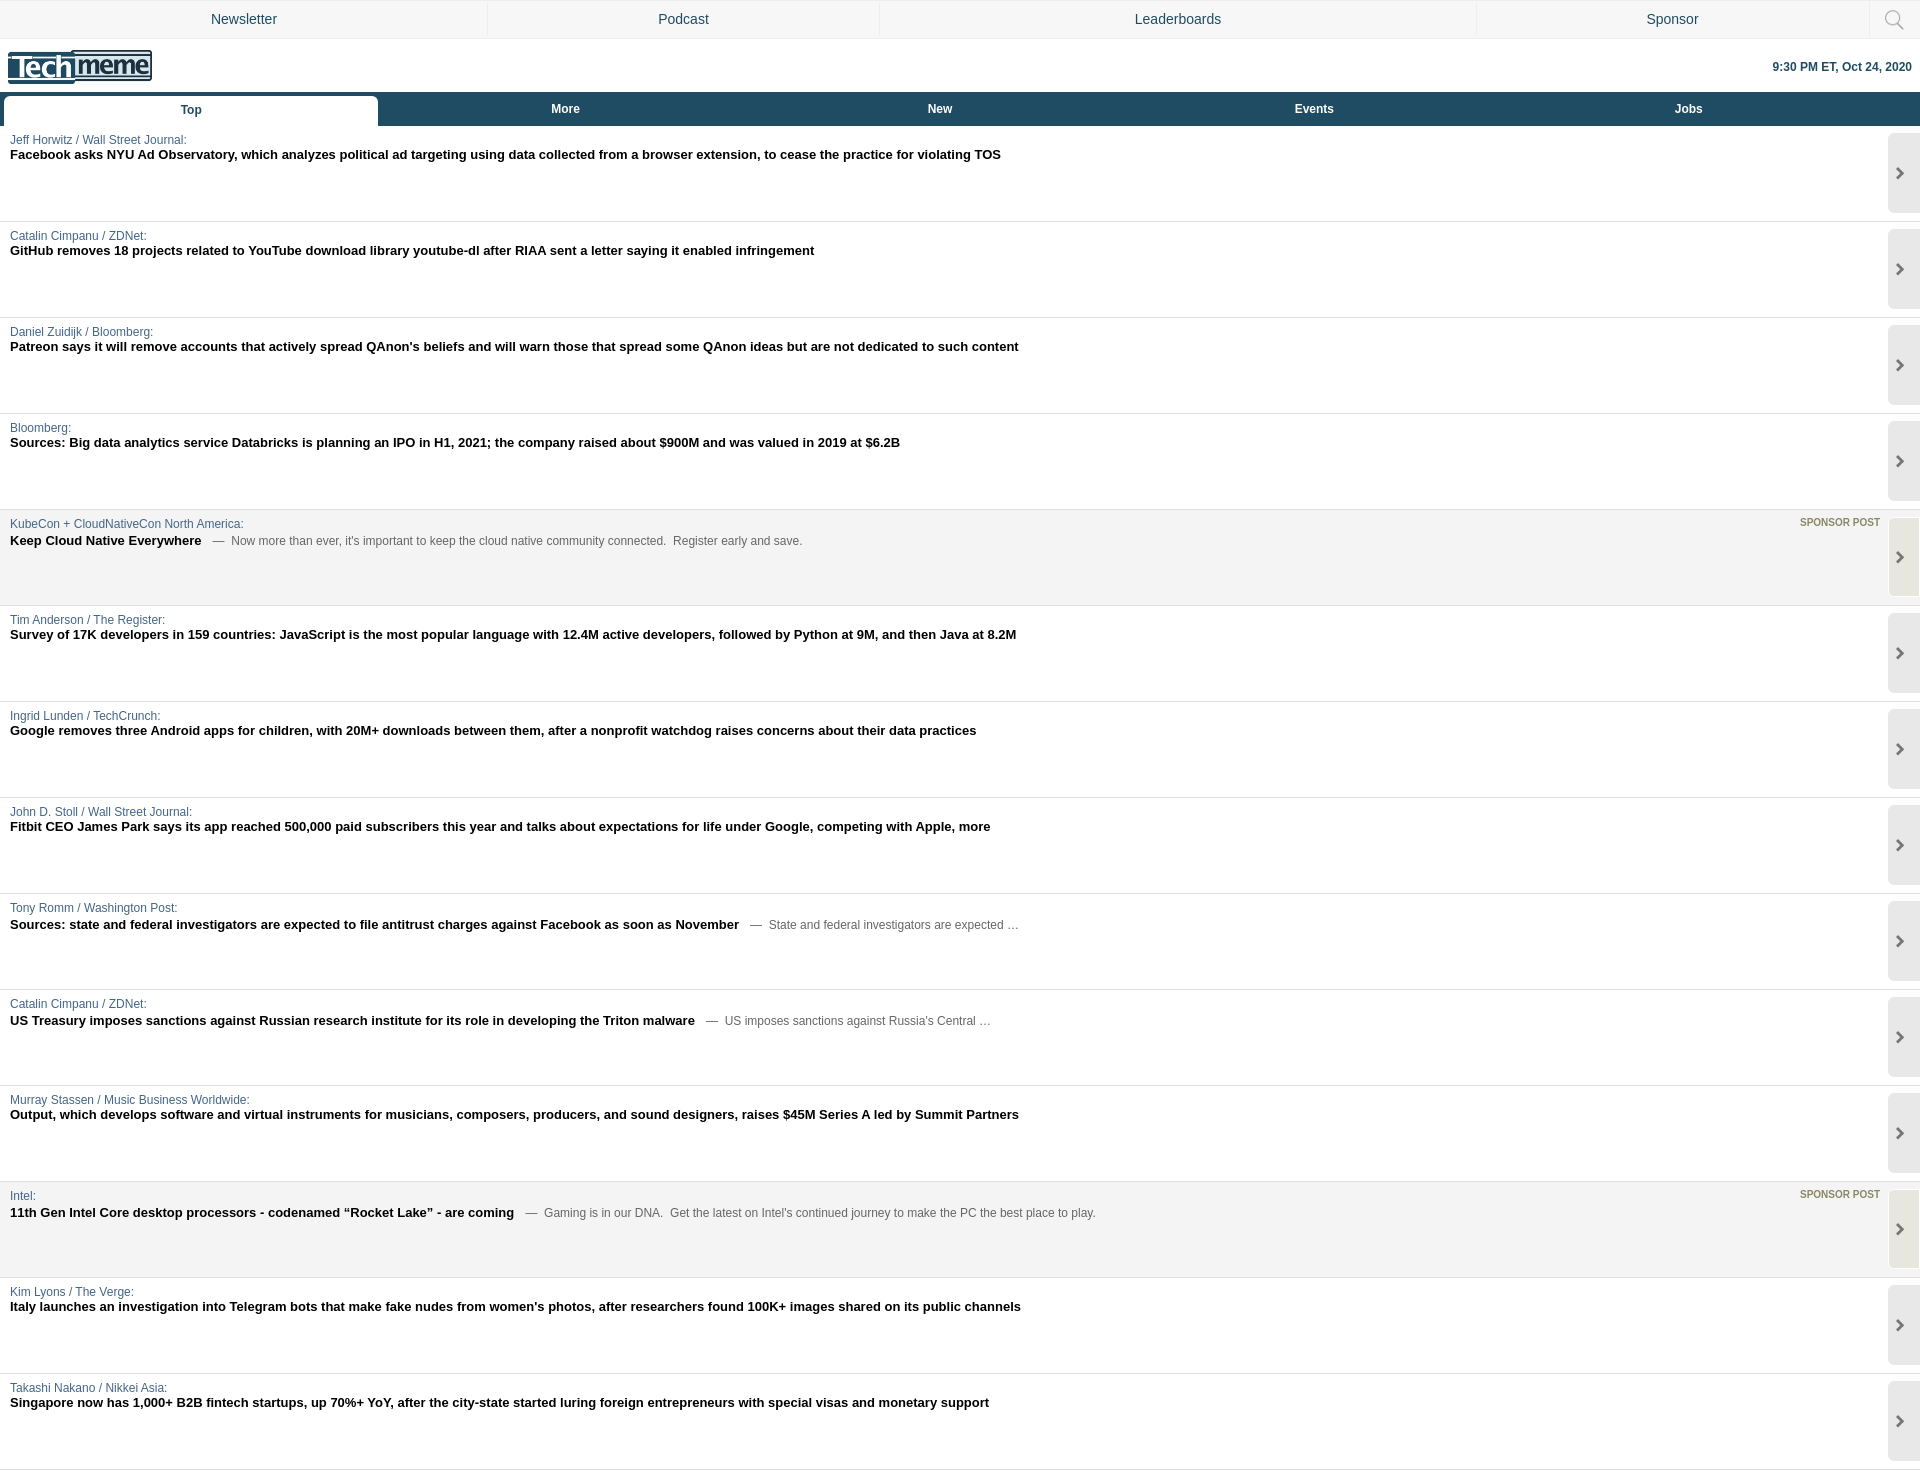 Newsletter
Podcast
Leaderboards
Sponsor
Techmeme
9:30 PM ET, Oct 24, 2020
Top
More
New
Events
Jobs
Jeff Horwitz / Wall Street Journal:
Facebook asks NYU Ad Observatory, which analyzes political ad targeting using data collected from a browser extension, to cease the practice for violating TOS
Catalin Cimpanu / ZDNet:
GitHub removes 18 projects related to YouTube download library youtube-dl after RIAA sent a letter saying it enabled infringement
Daniel Zuidijk / Bloomberg:
Patreon says it will remove accounts that actively spread QAnon's beliefs and will warn those that spread some QAnon ideas but are not dedicated to such content
Bloomberg:
Sources: Big data analytics service Databricks is planning an IPO in H1, 2021; the company raised about $900M and was valued in 2019 at $6.2B
KubeCon + CloudNativeCon North America:
SPONSOR POST
Keep Cloud Native Everywhere — Now more than ever, it's important to keep the cloud native community connected. Register early and save.
Tim Anderson / The Register:
Survey of 17K developers in 159 countries: JavaScript is the most popular language with 12.4M active developers, followed by Python at 9M, and then Java at 8.2M
Ingrid Lunden / TechCrunch:
Google removes three Android apps for children, with 20M+ downloads between them, after a nonprofit watchdog raises concerns about their data practices
John D. Stoll / Wall Street Journal:
Fitbit CEO James Park says its app reached 500,000 paid subscribers this year and talks about expectations for life under Google, competing with Apple, more
Tony Romm / Washington Post:
Sources: state and federal investigators are expected to file antitrust charges against Facebook as soon as November — State and federal investigators are expected …
Catalin Cimpanu / ZDNet:
US Treasury imposes sanctions against Russian research institute for its role in developing the Triton malware — US imposes sanctions against Russia's Central …
Murray Stassen / Music Business Worldwide:
Output, which develops software and virtual instruments for musicians, composers, producers, and sound designers, raises $45M Series A led by Summit Partners
Intel:
SPONSOR POST
11th Gen Intel Core desktop processors - codenamed “Rocket Lake” - are coming — Gaming is in our DNA. Get the latest on Intel's continued journey to make the PC the best place to play.
Kim Lyons / The Verge:
Italy launches an investigation into Telegram bots that make fake nudes from women's photos, after researchers found 100K+ images shared on its public channels
Takashi Nakano / Nikkei Asia:
Singapore now has 1,000+ B2B fintech startups, up 70%+ YoY, after the city-state started luring foreign entrepreneurs with special visas and monetary support